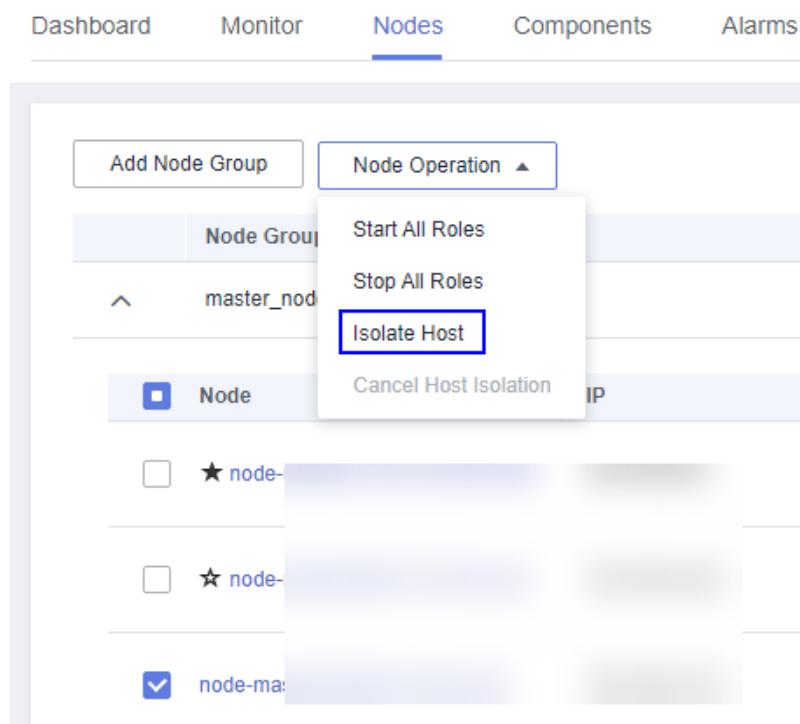 Dashboard Monitor Nodes Components Alarms
Add Node Group Node Operation
Start All Roles
Node Group
Stop All Roles
master_nod
Isolate Host
Cancel Host Isolation
Node IP
node-
node-
node-mas